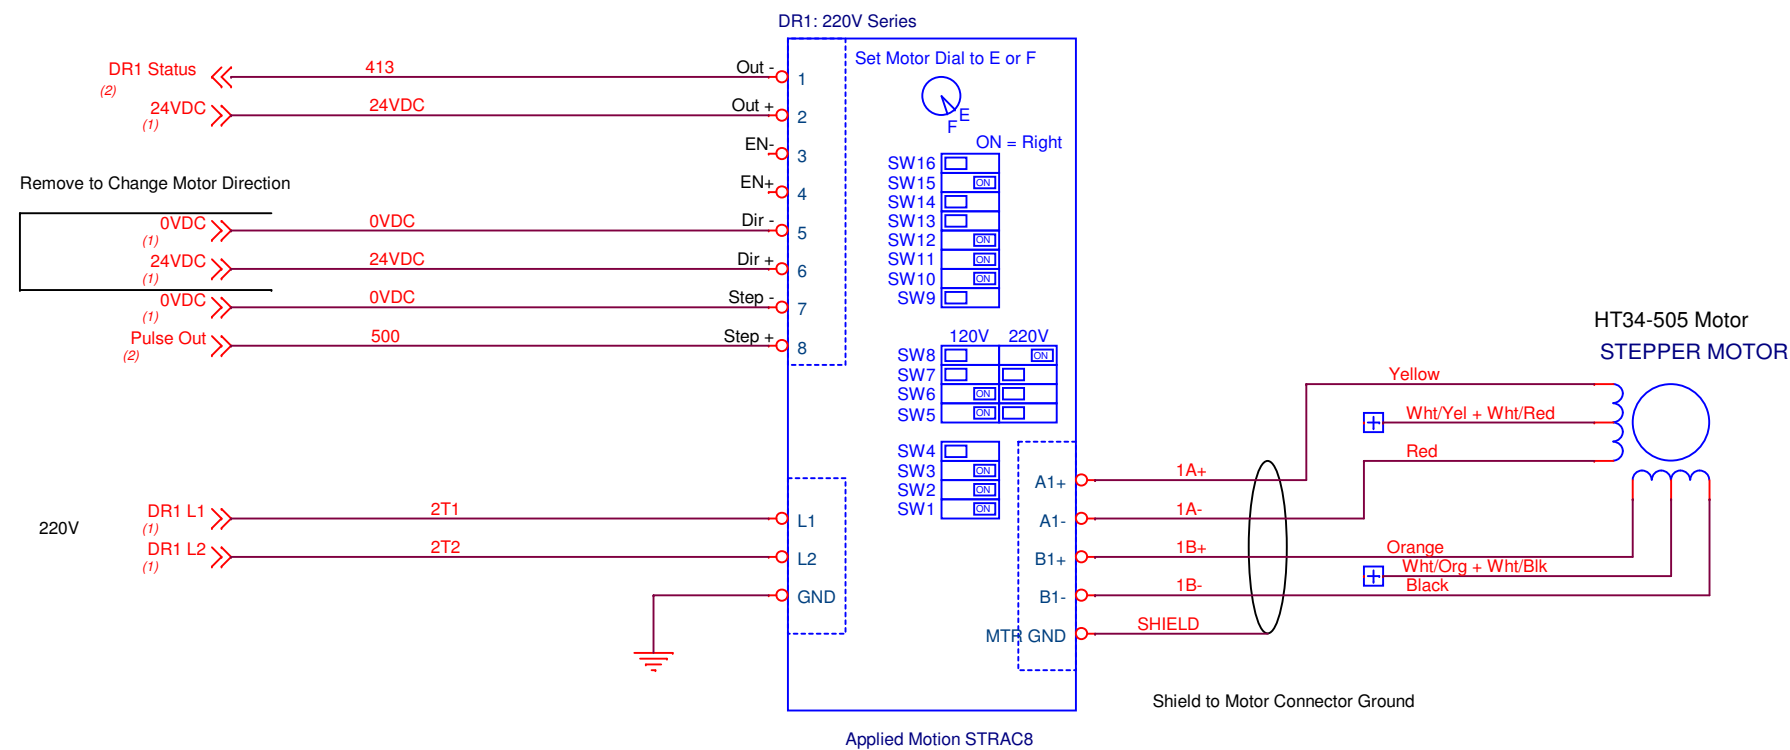 DR1: 220V Series
Set Motor Dial to E or F
E
F
ON = Right
DR1 Status
(2)
413
Out -
1
24VDC
(1)
24VDC
Out +
2
EN-
3
EN+
4
Remove to Change Motor Direction
0VDC
(1)
0VDC
Dir -
5
24VDC
(1)
24VDC
Dir +
6
0VDC
(1)
0VDC
Step -
7
Pulse Out
(2)
500
Step +
8
SW16
SW15 ON
SW14
SW13
SW12 ON
SW11 ON
SW10 ON
SW9
120V 220V
SW8 ON
SW7
SW6 ON
SW5 ON
SW4
SW3 ON
SW2 ON
SW1 ON
220V
DR1 L1
(1)
2T1
L1
DR1 L2
(1)
2T2
L2
GND
A1+
1A+
A1-
1A-
B1+
1B+
B1-
1B-
MTR GND
SHIELD
HT34-505 Motor
STEPPER MOTOR
Yellow
Wht/Yel + Wht/Red
Red
Orange
Wht/Org + Wht/Blk
Black
Shield to Motor Connector Ground
Applied Motion STRAC8